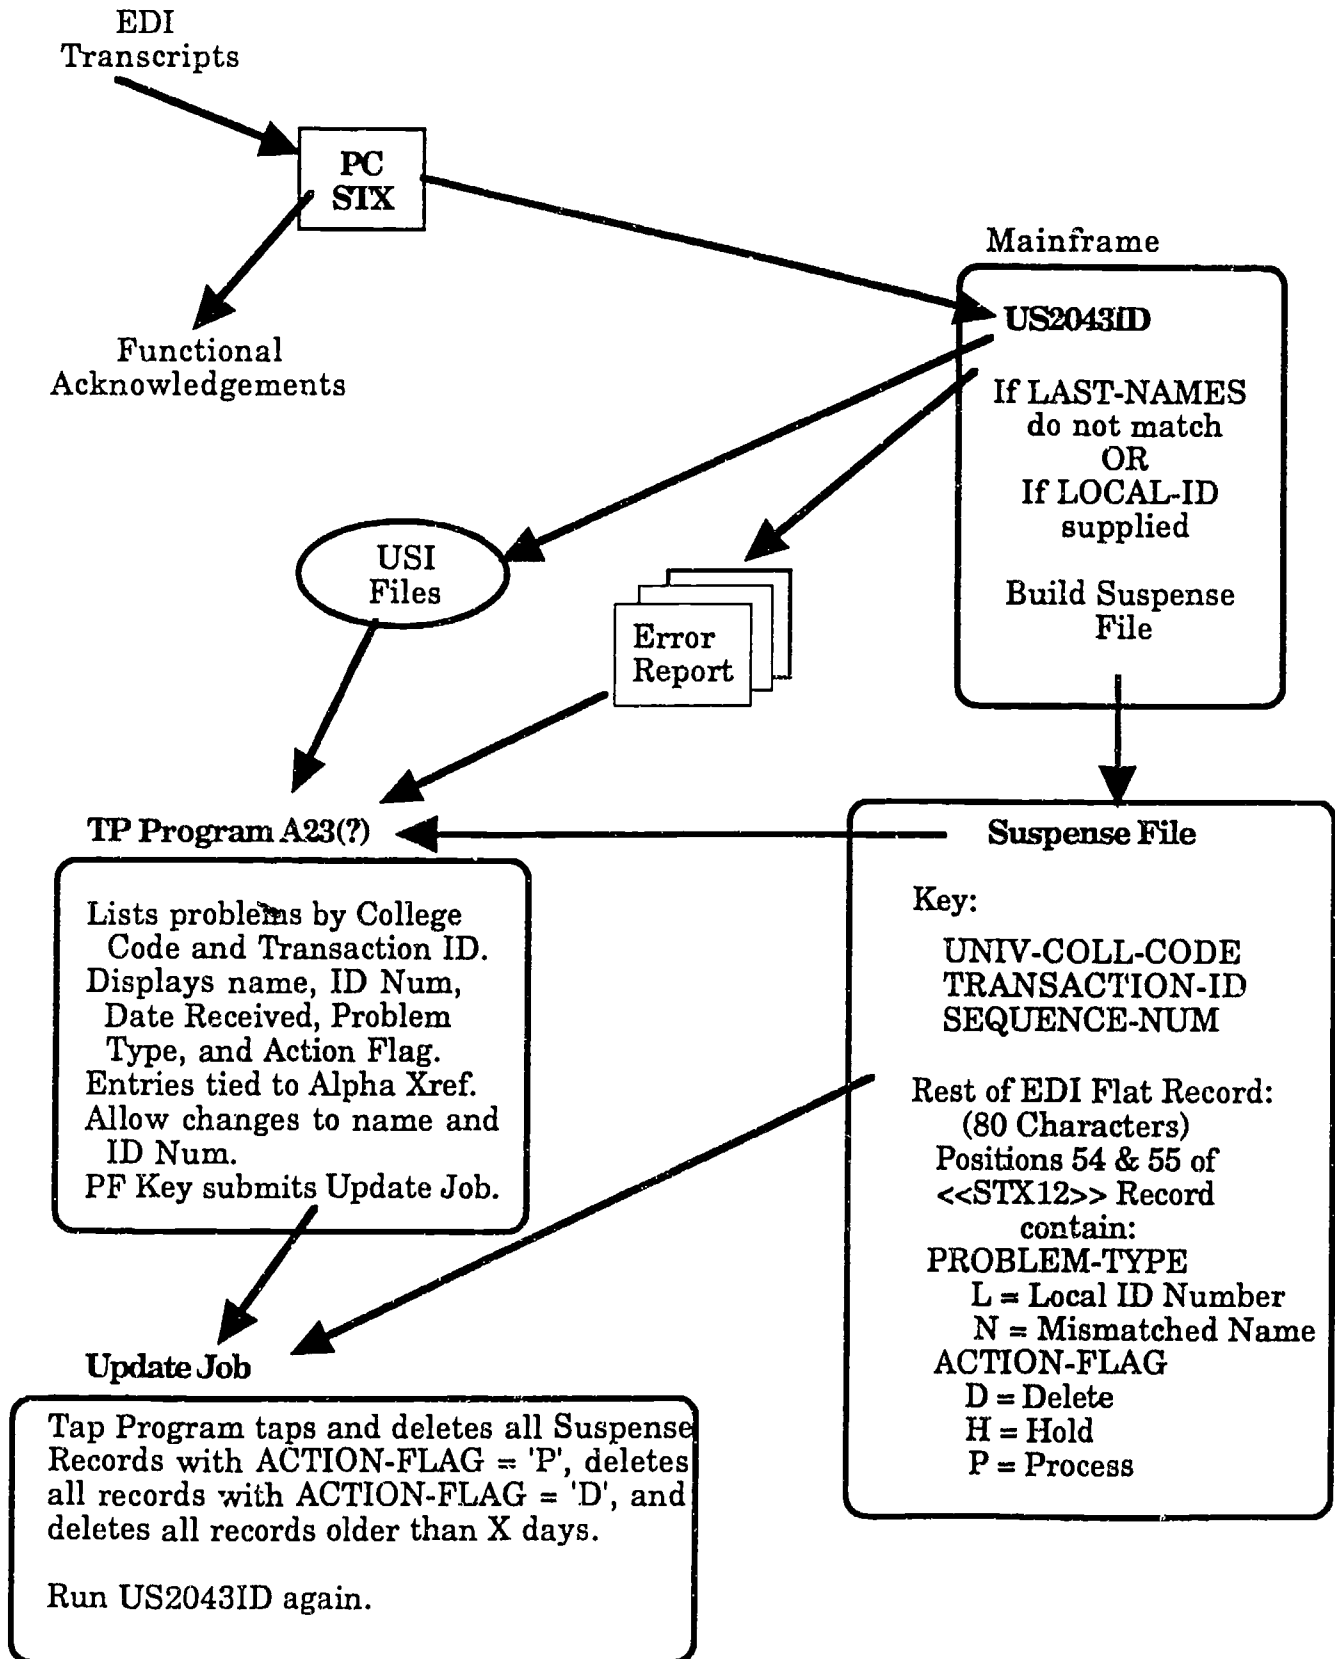 EDI
Transcripts
PC
STX
Functional
Acknowledgements
Mainframe
US2043ID
If LAST-NAMES
do not match
OR
If LOCAL-ID
supplied
Build Suspense
File
USI
Files
Error
Report
TP Program A23(?)
Lists problems by College
Code and Transaction ID.
Displays name, ID Num,
Date Received, Problem
Type, and Action Flag.
Entries tied to Alpha Xref.
Allow changes to name and
ID Num.
PF Key submits Update Job.
Suspense File
Key:
UNIV-COLL-CODE
TRANSACTION-ID
SEQUENCE-NUM
Rest of EDI Flat Record:
(80 Characters)
Positions 54 & 55 of
<<STX12>> Record
contain:
PROBLEM-TYPE
L = Local ID Number
N = Mismatched Name
ACTION-FLAG
D = Delete
H = Hold
P = Process
Update Job
Tap Program taps and deletes all Suspense
Records with ACTION-FLAG = 'P', deletes
all records with ACTION-FLAG = 'D', and
deletes all records older than X days.
Run US2043ID again.